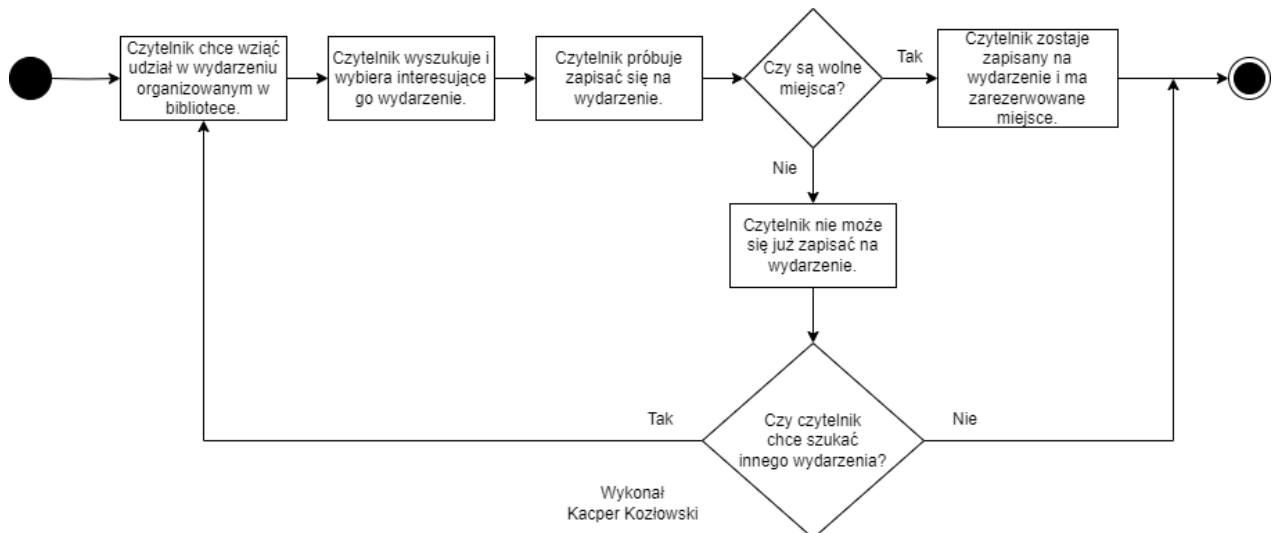 Czytelnik chce wziąć
udział w wydarzeniu
organizowanym w
bibliotece.
Czytelnik wyszukuje i
wybiera interesujące
go wydarzenie.
Czytelnik próbuje
zapisać się na
wydarzenie.
Czy są wolne
miejsca?
Tak
Czytelnik zostaje
zapisany na
wydarzenie i ma
zarezerwowane
miejsce.
Nie
Czytelnik nie może
się już zapisać na
wydarzenie.
Tak
Czy czytelnik
chce szukać
innego wydarzenia?
Nie
Wykonał
Kacper Kozłowski